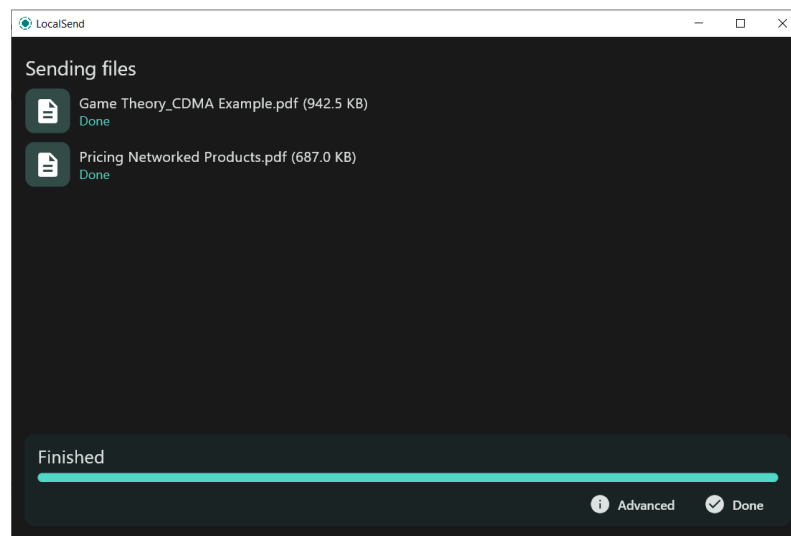 LocalSend
Sending files
Game Theory_CDMA Example.pdf (942.5 KB)
Done
Pricing Networked Products.pdf (687.0 KB)
Done
Finished
Advanced
Done